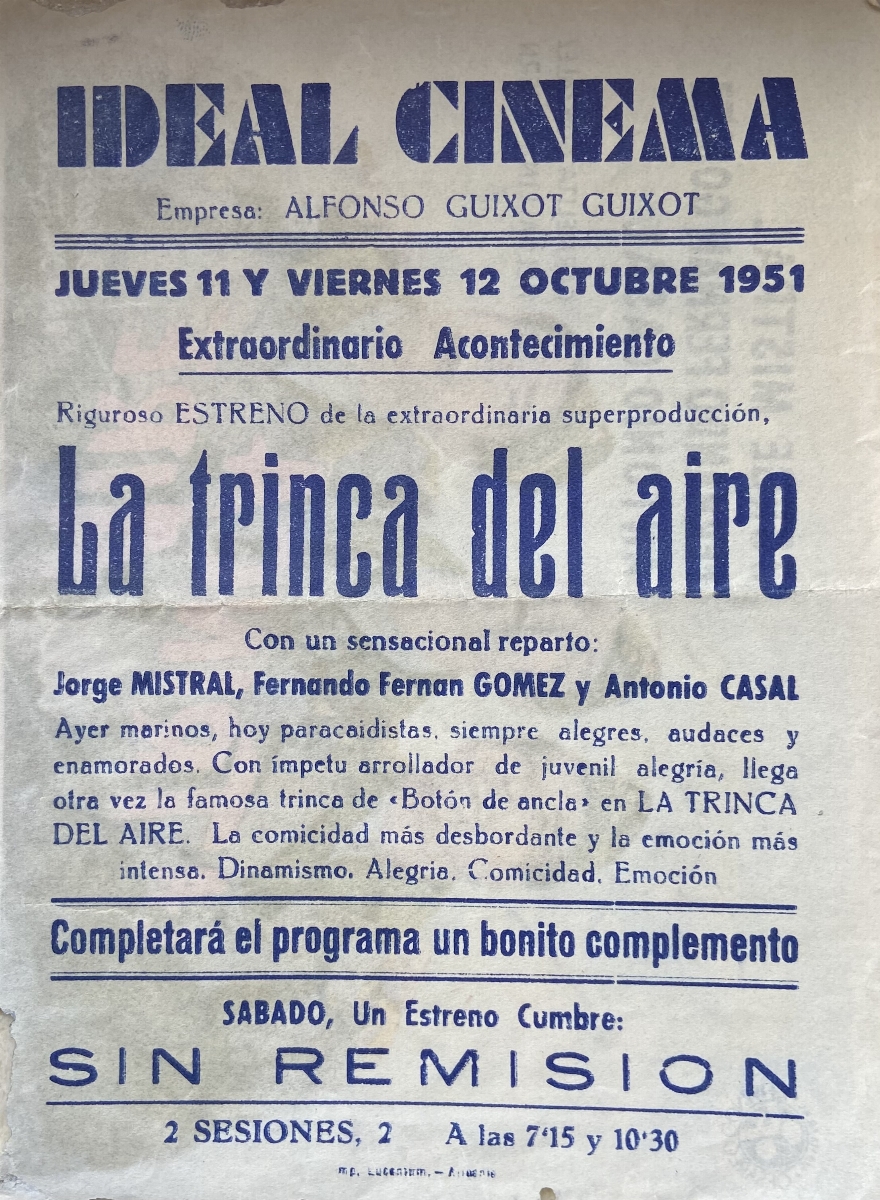 IDEAL CINEMA
Empresa: ALFONSO GUIXOT GUIXOT
JUEVES 11 Y VIERNES 12 OCTUBRE 1951
Extraordinario Acontecimiento
Riguroso ESTRENO de la extraordinaria superproducción,
La trinca del aire
Con un sensacional reparto:
Jorge MISTRAL, Fernando Fernan GOMEZ y Antonio CASAL
Ayer marinos, hoy paracaidistas, siempre alegres, audaces y
enamorados. Con ímpetu arrollador de juvenil alegría, llega
otra vez la famosa trinca de «Botón de ancla» en LA TRINCA
DEL AIRE. La comicidad más desbordante y la emoción más
intensa. Dinamismo. Alegria. Comicidad. Emoción
Completará el programa un bonito complemento
SABADO, Un Estreno Cumbre:
SIN REMISION
2 SESIONES, 2 A las 7'15 y 10'30